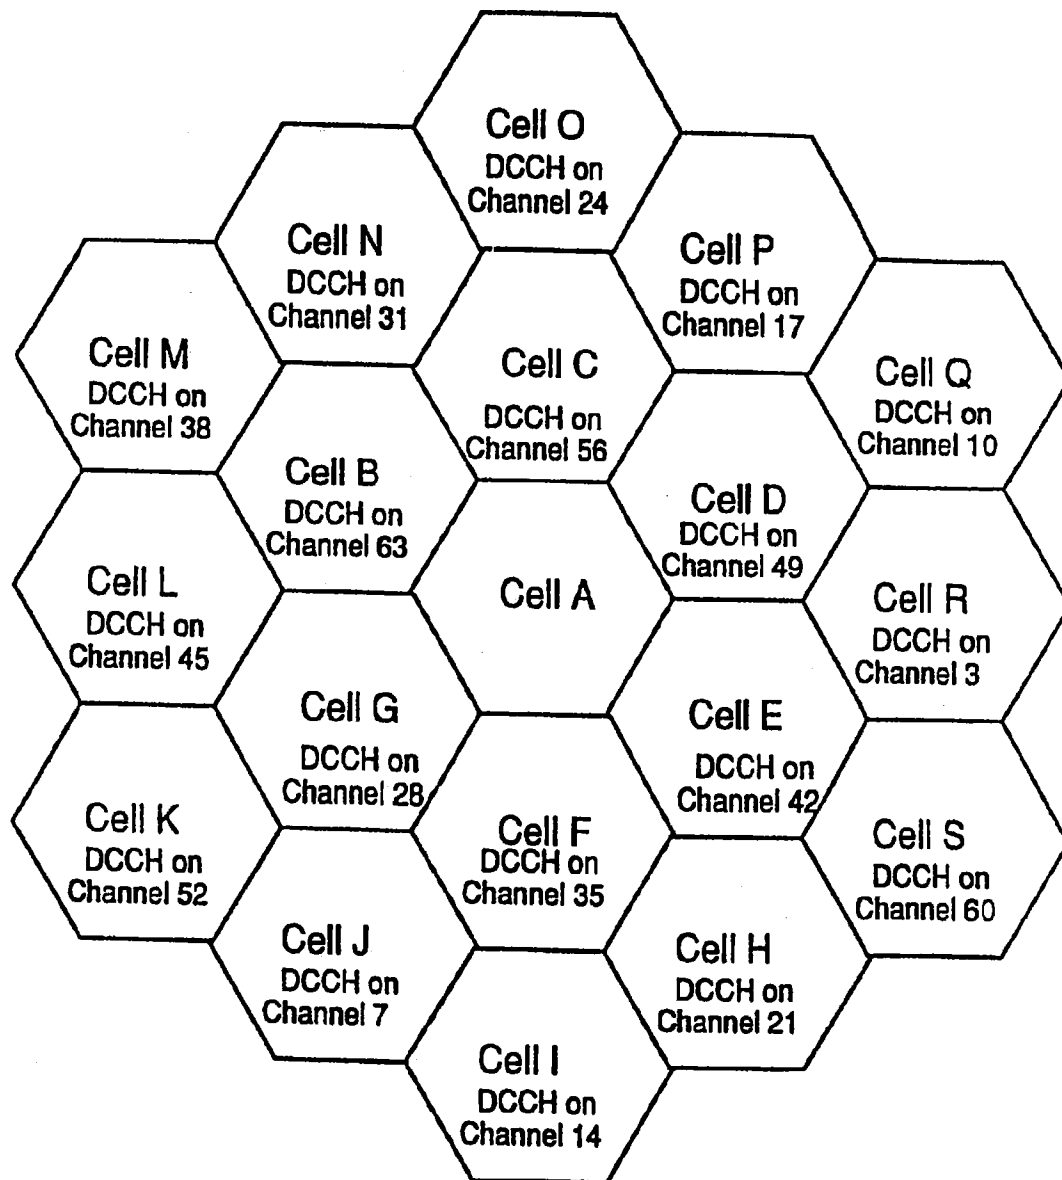 Cell O
DCCH on
Channel 24
Cell N
DCCH on
Channel 31
Cell P
DCCH on
Channel 17
Cell M
DCCH on
Channel 38
Cell C
DCCH on
Channel 56
Cell Q
DCCH on
Channel 10
Cell B
DCCH on
Channel 63
Cell D
DCCH on
Channel 49
Cell L
DCCH on
Channel 45
Cell A
Cell R
DCCH on
Channel 3
Cell G
DCCH on
Channel 28
Cell E
DCCH on
Channel 42
Cell K
DCCH on
Channel 52
Cell F
DCCH on
Channel 35
Cell S
DCCH on
Channel 60
Cell J
DCCH on
Channel 7
Cell H
DCCH on
Channel 21
Cell I
DCCH on
Channel 14